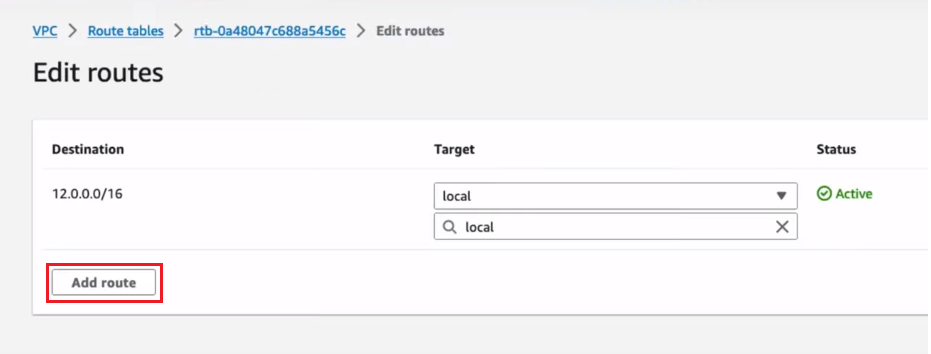 VPC > Route tables > rtb-0a48047c688a5456c > Edit routes
Edit routes
Destination Target Status
12.0.0.0/16 local Active
local
Add route